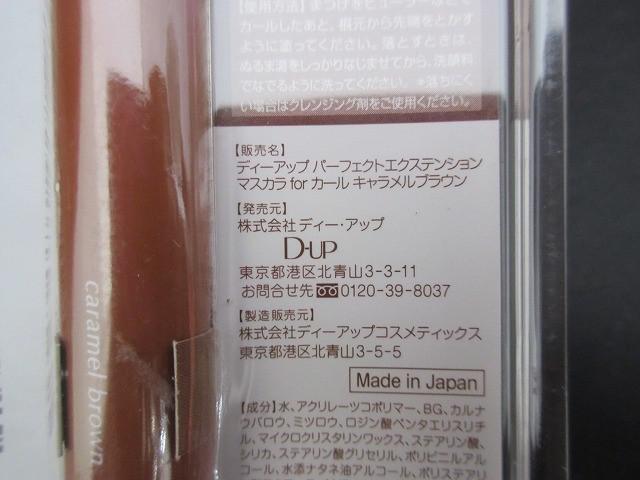 【使用方法】まつげをビューラーなどで
カールしたあと、根元から先端をとかす
ように塗ってください。落とすときは、
ぬるま湯をしっかりなじませてから、洗顔料
でなでるように洗ってください。※落ちにく
い場合はクレンジング剤をご使用ください。
【販売名】
ディーアップ パーフェクトエクステンション
マスカラ for カール キャラメルブラウン
【発売元】
株式会社 ディー・アップ
D-UP
東京都港区北青山3-3-11
お問合せ先 0120-39-8037
【製造販売元】
株式会社ディーアップコスメティックス
東京都港区北青山3-5-5
Made in Japan
【成分】水、アクリレーツコポリマー、BG、カルナ
ウバロウ、ミツロウ、ロジン酸ペンタエリスリチ
ル、マイクロクリスタリンワックス、ステアリン酸、
シリカ、ステアリン酸グリセリル、ポリビニルアル
コール、水添ナタネ油アルコール、ポリステアリ
caramel brown